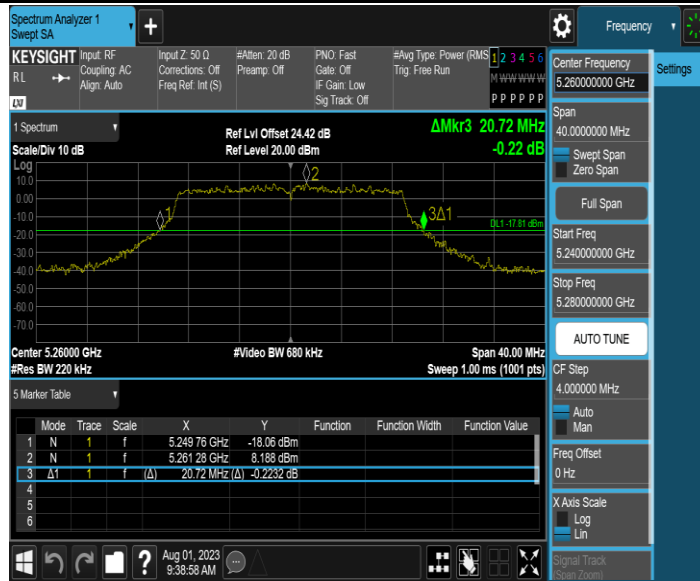 Spectrum Analyzer 1
Swept SA
Frequency
KEYSIGHT
RL
LXI
Input: RF
Coupling: AC
Align: Auto
Input Z: 50 Ω
Corrections: Off
Freq Ref: Int (S)
#Atten: 20 dB
Preamp: Off
PNO: Fast
Gate: Off
IF Gain: Low
Sig Track: Off
#Avg Type: Power (RMS
Trig: Free Run
1 2 3 4 5 6
M W W W W W
P P P P P P
Center Frequency
5.260000000 GHz
Settings
Span
40.0000000 MHz
Swept Span
Zero Span
Full Span
Start Freq
5.240000000 GHz
Stop Freq
5.280000000 GHz
AUTO TUNE
CF Step
4.000000 MHz
Auto
Man
Freq Offset
0 Hz
X Axis Scale
Log
Lin
Signal Track
(Span Zoom)
1 Spectrum
Scale/Div 10 dB
Ref Lvl Offset 24.42 dB
Ref Level 20.00 dBm
ΔMkr3 20.72 MHz
-0.22 dB
Log
10.0
0.00
-10.0
-20.0
-30.0
-40.0
-50.0
-60.0
-70.0
1
2
3Δ1
DL1 -17.81 dBm
Center 5.26000 GHz
#Video BW 680 kHz
Span 40.00 MHz
#Res BW 220 kHz
Sweep 1.00 ms (1001 pts)
5 Marker Table
Mode Trace Scale X Y Function Function Width Function Value
1 N 1 f 5.249 76 GHz -18.06 dBm
2 N 1 f 5.261 28 GHz 8.188 dBm
3 Δ1 1 f (Δ) 20.72 MHz (Δ) -0.2232 dB
4
5
6
?
Aug 01, 2023
9:38:58 AM